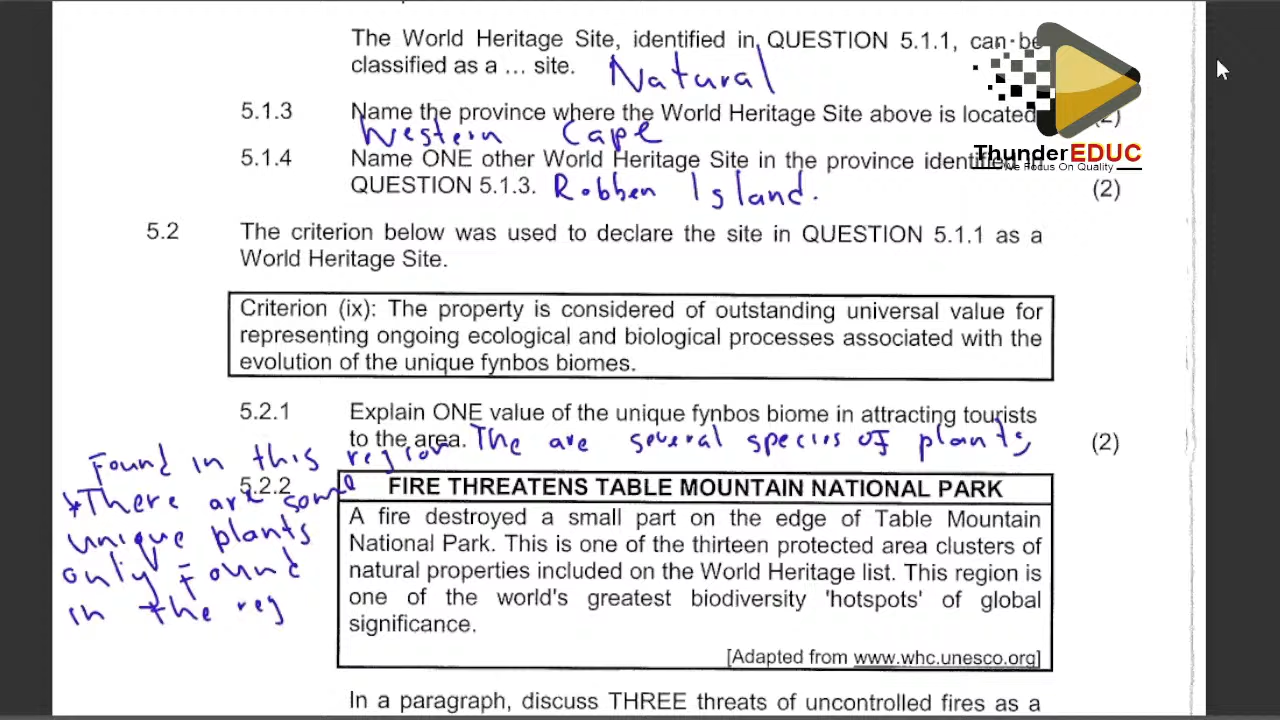 The World Heritage Site, identified in QUESTION 5.1.1, can be
classified as a ... site. Natural
5.1.3 Name the province where the World Heritage Site above is located. (2)
Western Cape
5.1.4 Name ONE other World Heritage Site in the province identified in
QUESTION 5.1.3. Robben Island. (2)
ThunderEDUC
We Focus On Quality
5.2 The criterion below was used to declare the site in QUESTION 5.1.1 as a
World Heritage Site.
Criterion (ix): The property is considered of outstanding universal value for
representing ongoing ecological and biological processes associated with the
evolution of the unique fynbos biomes.
5.2.1 Explain ONE value of the unique fynbos biome in attracting tourists
to the area. The are several species of plants (2)
Found in this region
*There are some
unique plants
only found
in the reg
5.2.2 FIRE THREATENS TABLE MOUNTAIN NATIONAL PARK
A fire destroyed a small part on the edge of Table Mountain
National Park. This is one of the thirteen protected area clusters of
natural properties included on the World Heritage list. This region is
one of the world's greatest biodiversity 'hotspots' of global
significance.
[Adapted from www.whc.unesco.org]
In a paragraph, discuss THREE threats of uncontrolled fires as a